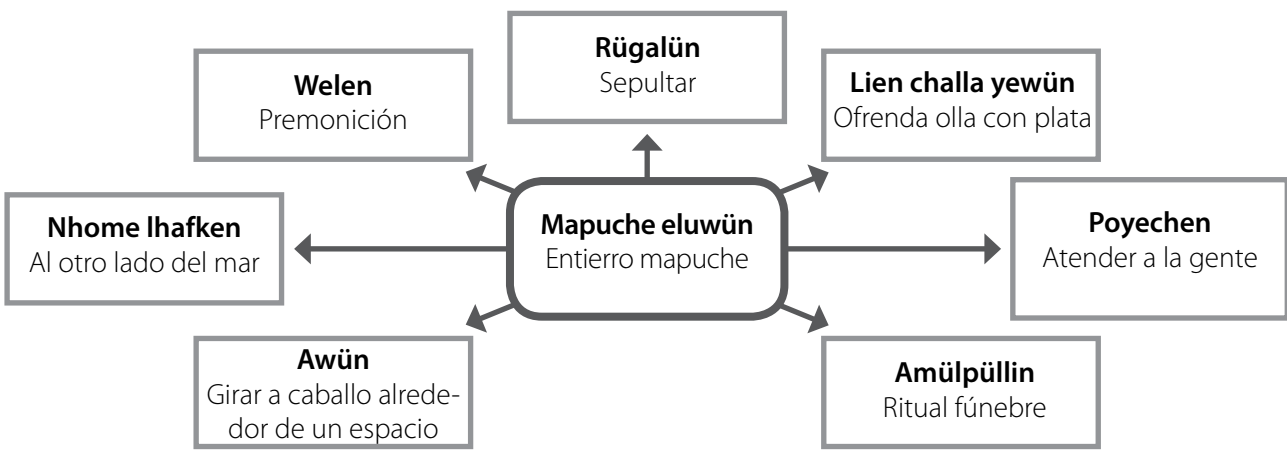 Rügalün
Sepultar
Welen
Premonición
Lien challa yewün
Ofrenda olla con plata
Nhome lhafken
Al otro lado del mar
Mapuche eluwün
Entierro mapuche
Poyechen
Atender a la gente
Awün
Girar a caballo alrede-
dor de un espacio
Amülpüllin
Ritual fúnebre